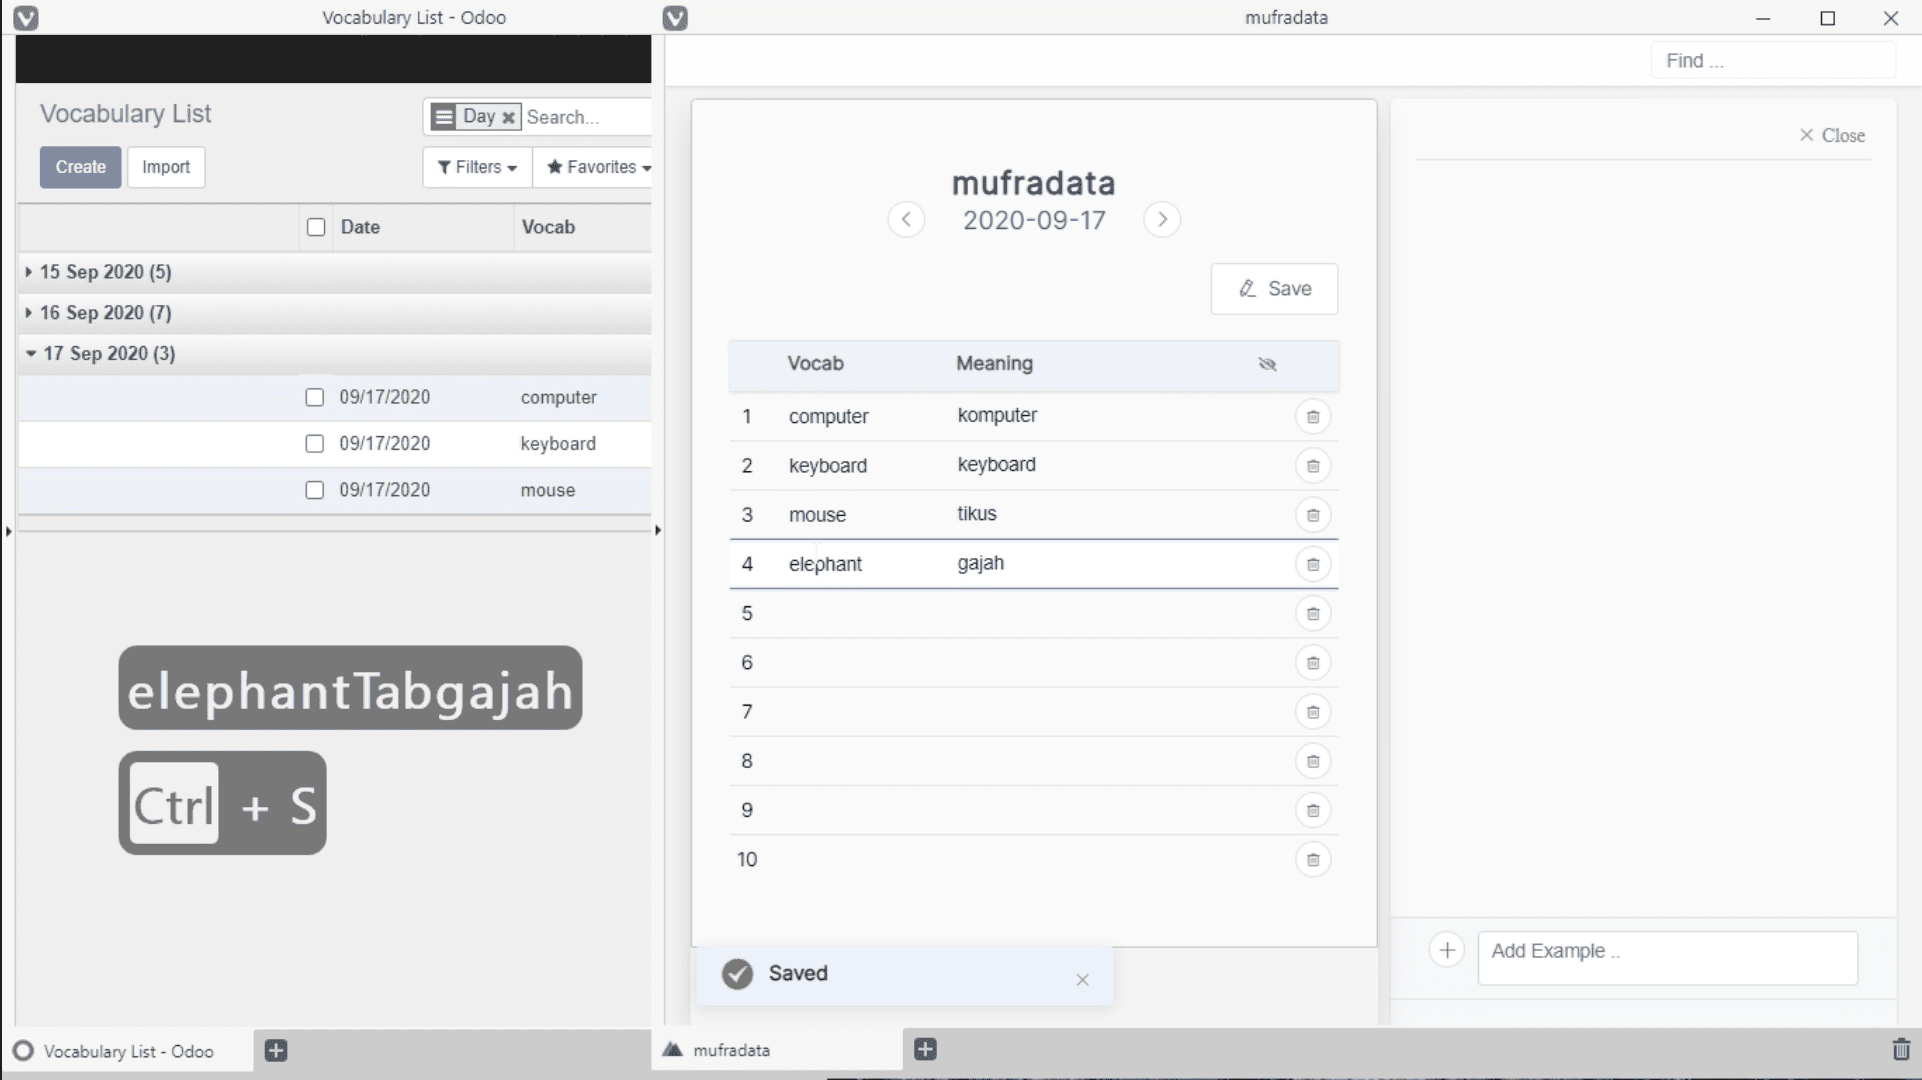 Vocabulary List - Odoo
Vocabulary List
Day
Search...
Create
Import
Filters
Favorites
Date
Vocab
15 Sep 2020 (5)
16 Sep 2020 (7)
17 Sep 2020 (3)
09/17/2020 computer
09/17/2020 keyboard
09/17/2020 mouse
elephantTabgajah
Ctrl + S
Vocabulary List - Odoo
mufradata
Find ...
mufradata
2020-09-17
Save
Vocab Meaning
1 computer komputer
2 keyboard keyboard
3 mouse tikus
4 elephant gajah
5
6
7
8
9
10
Saved
Close
Add Example ..
mufradata